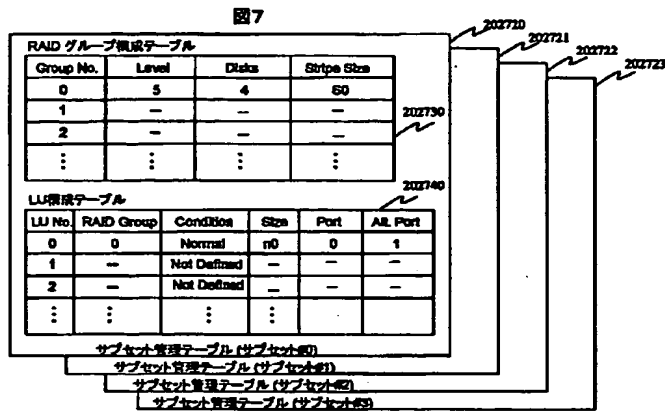 図7
202720
202721
202722
202723
RAID グループ構成テーブル
Group No. Level Disks Stripe Size
0 5 4 S0
1 — — —
2 — — —
⋮ ⋮ ⋮ ⋮
202730
LU構成テーブル
202740
LU No. RAID Group Condition Size Port Alt. Port
0 0 Normal n0 0 1
1 — Not Defined — — —
2 — Not Defined — — —
⋮ ⋮ ⋮ ⋮
サブセット管理テーブル (サブセット#0)
サブセット管理テーブル (サブセット#1)
サブセット管理テーブル (サブセット#2)
サブセット管理テーブル (サブセット#3)